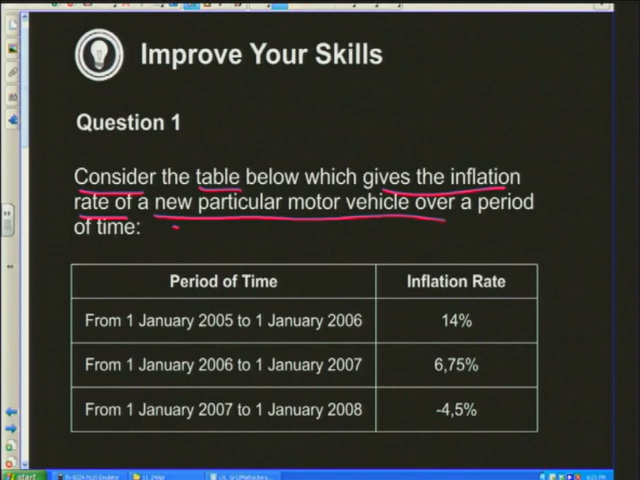 Improve Your Skills
Question 1
Consider the table below which gives the inflation
rate of a new particular motor vehicle over a period
of time:
Period of Time Inflation Rate
From 1 January 2005 to 1 January 2006 14%
From 1 January 2006 to 1 January 2007 6,75%
From 1 January 2007 to 1 January 2008 -4,5%
start